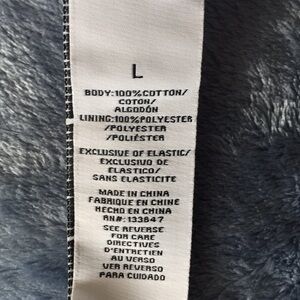 L
BODY:100%COTTON/
COTON/
ALGODÓN
LINING:100%POLYESTER
/POLYESTER
/POLIÉSTER
EXCLUSIVE OF ELASTIC/
EXCLUSIVO DE
ELASTICO/
SANS ELASTICITE
MADE IN CHINA
FABRIQUE EN CHINE
HECHO EN CHINA
RN#: 133847
SEE REVERSE
FOR CARE
DIRECTIVES
D'ENTRETIEN
AU VERSO
VER REVERSO
PARA CUIDADO